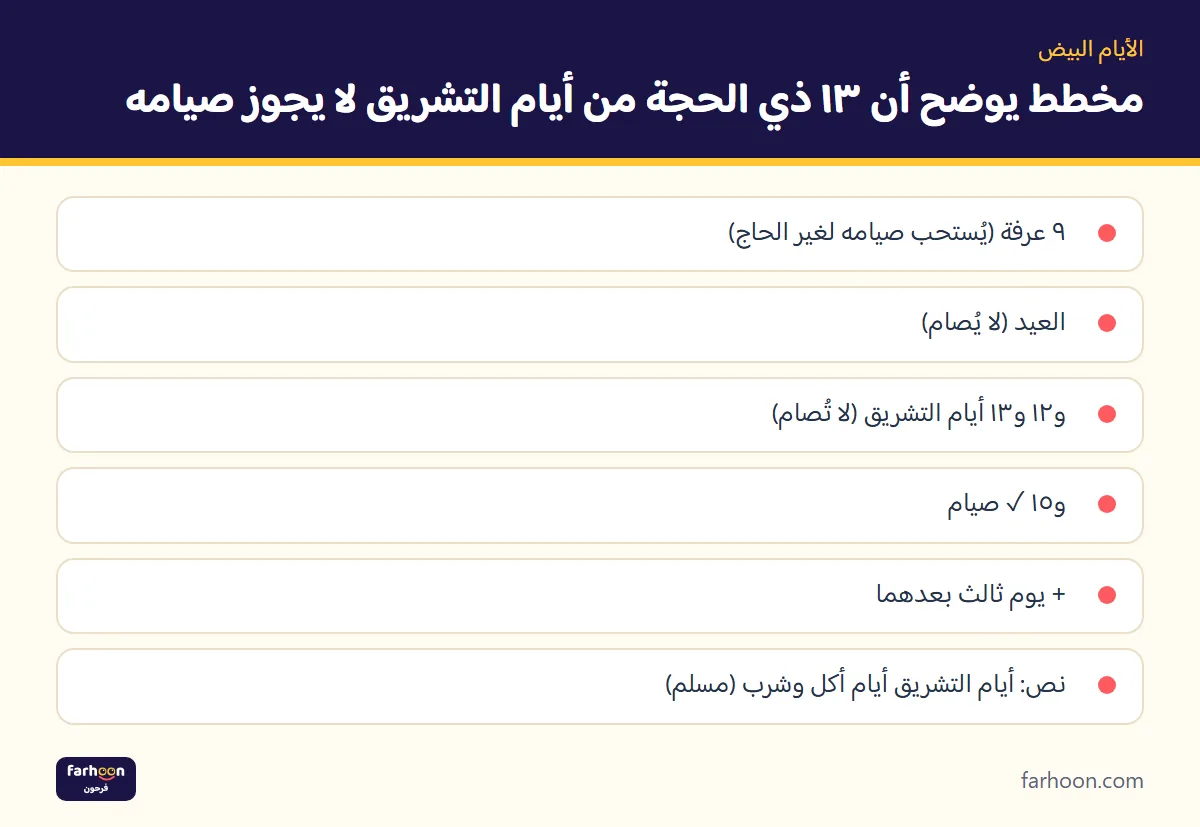 الأيام البيض
مخطط يوضح أن ١٣ ذي الحجة من أيام التشريق لا يجوز صيامه
٩ عرفة (يُستحب صيامه لغير الحاج)
العيد (لا يُصام)
و١٢ و١٣ أيام التشريق (لا تُصام)
و١٥ ✓ صيام
+ يوم ثالث بعدهما
نص: أيام التشريق أيام أكل وشرب (مسلم)
farhoon.com
farhoon
فرحون